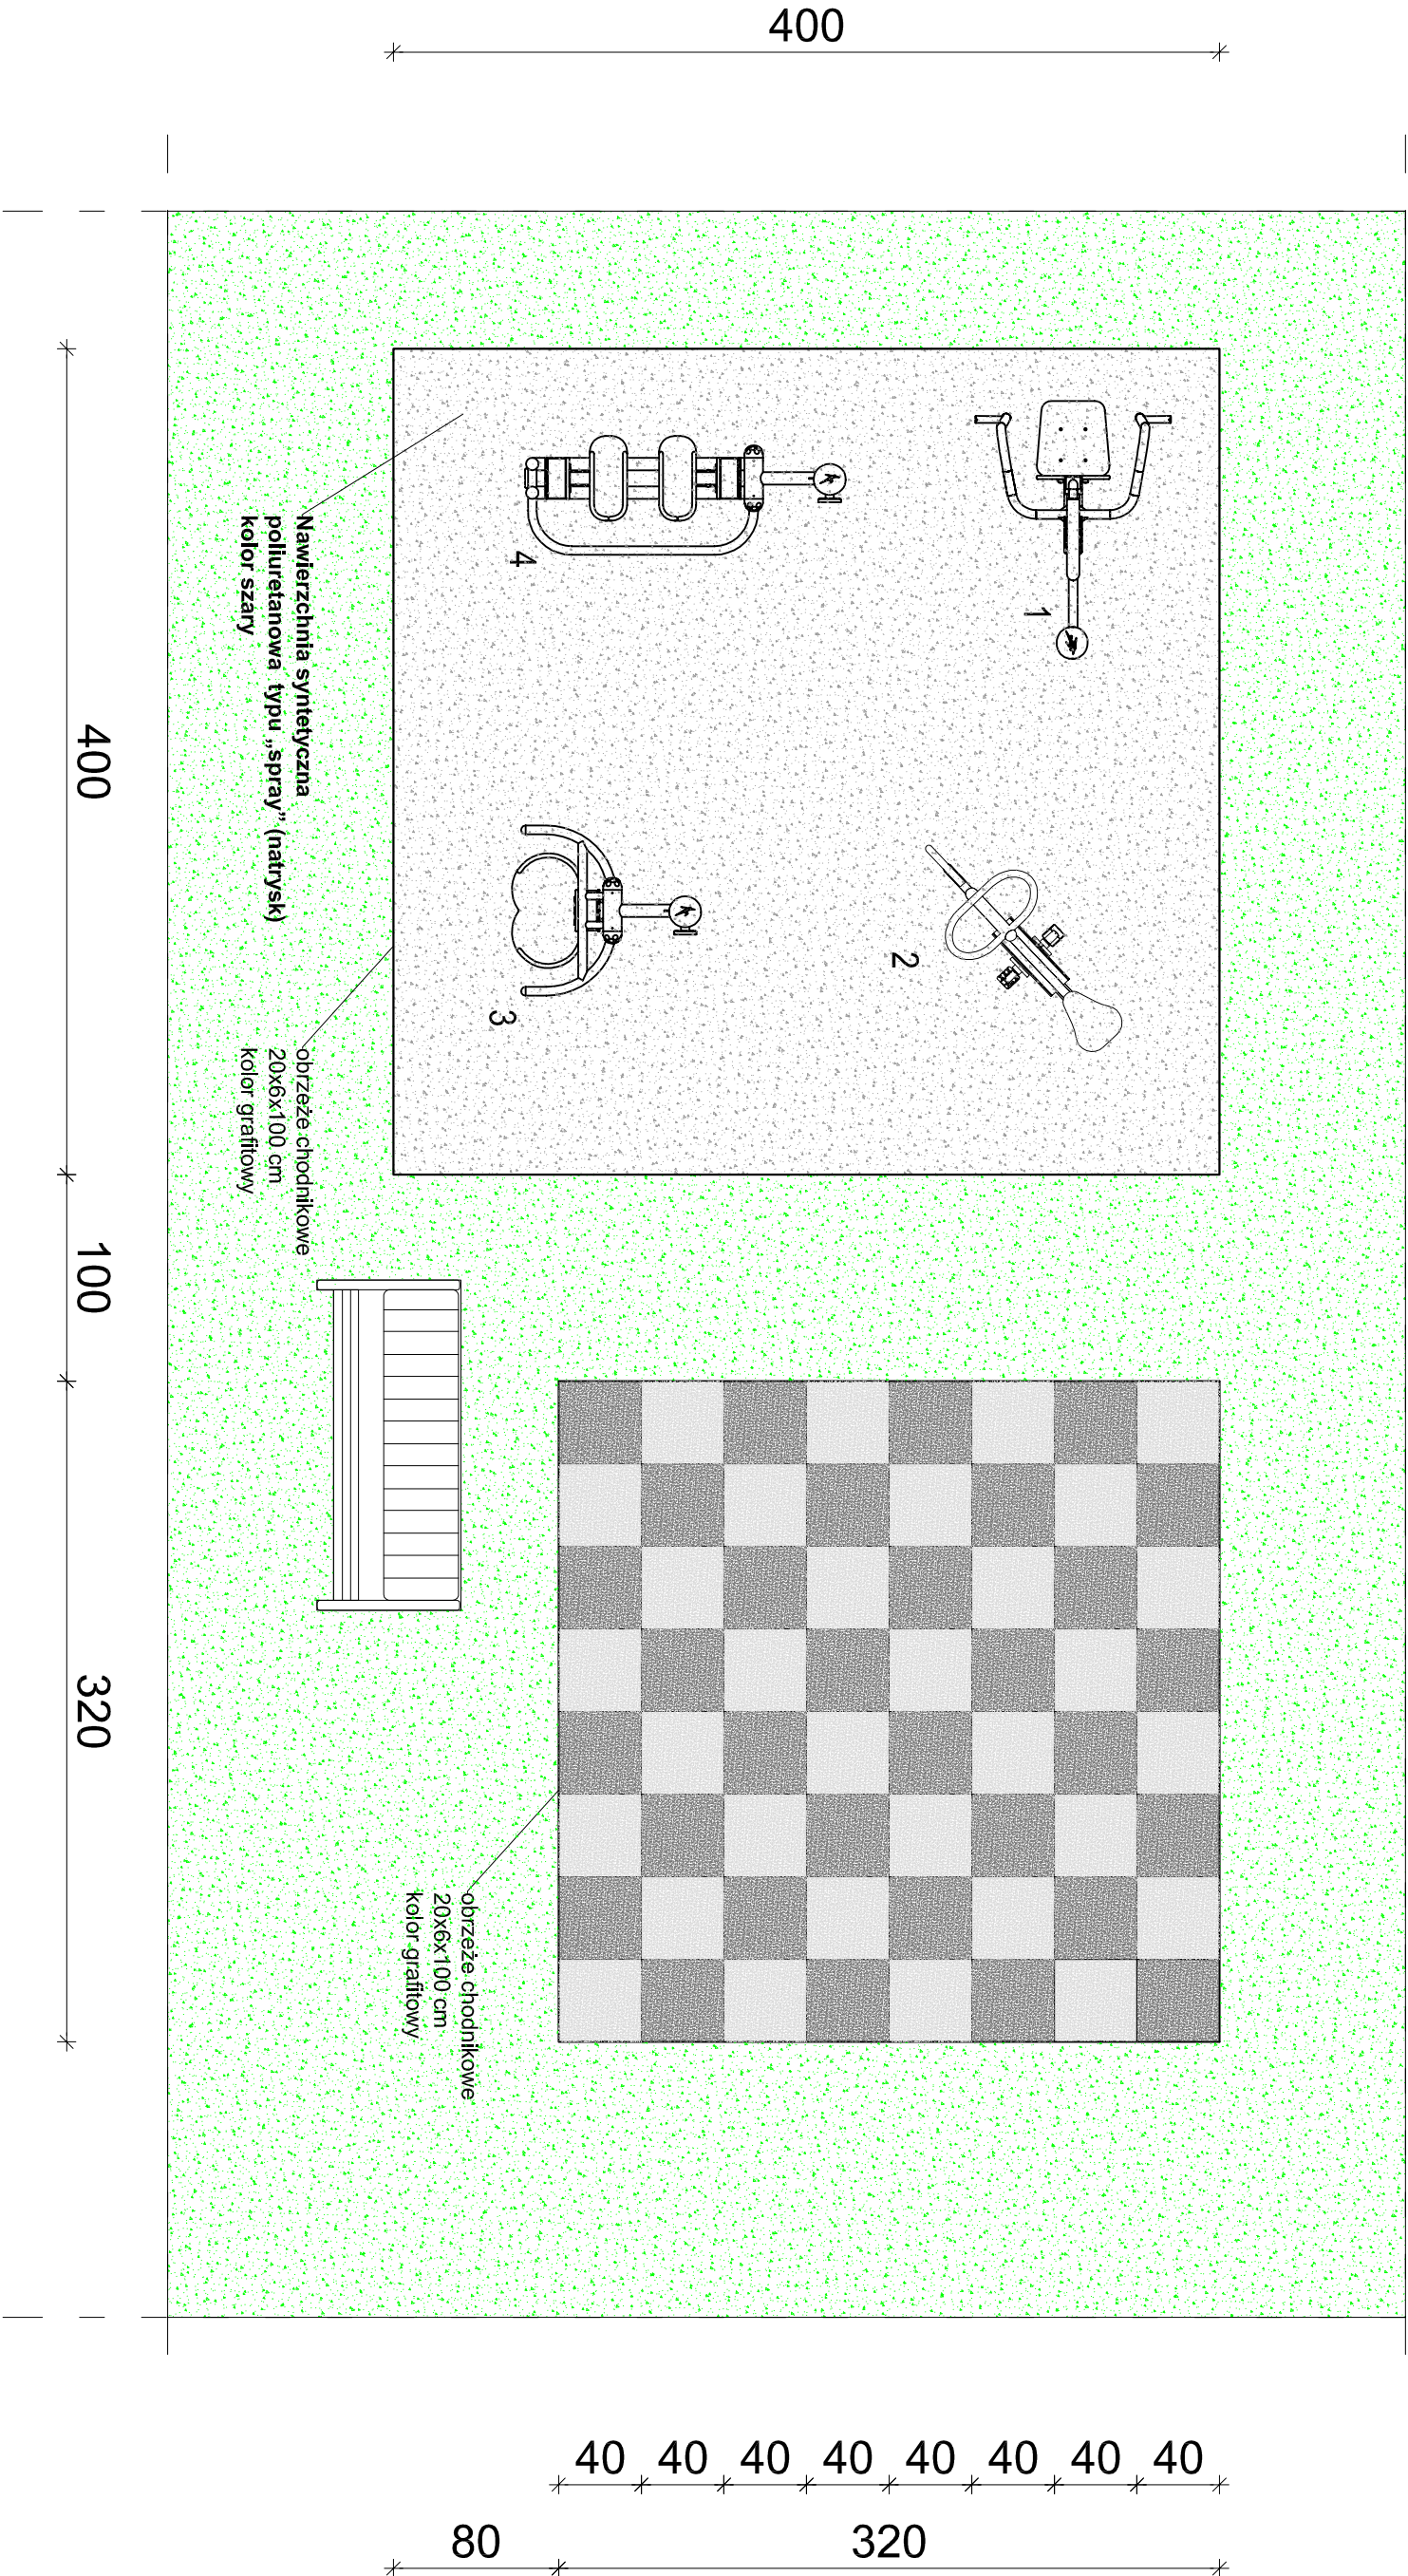 400
1
4
2
3
Nawierzchnia syntetyczna
poliuretanowa typu „spray” (natrysk)
kolor szary
obrzeże chodnikowe
20x6x100 cm
kolor grafitowy
400
100
320
obrzeże chodnikowe
20x6x100 cm
kolor grafitowy
40 40 40 40 40 40 40 40
80 320